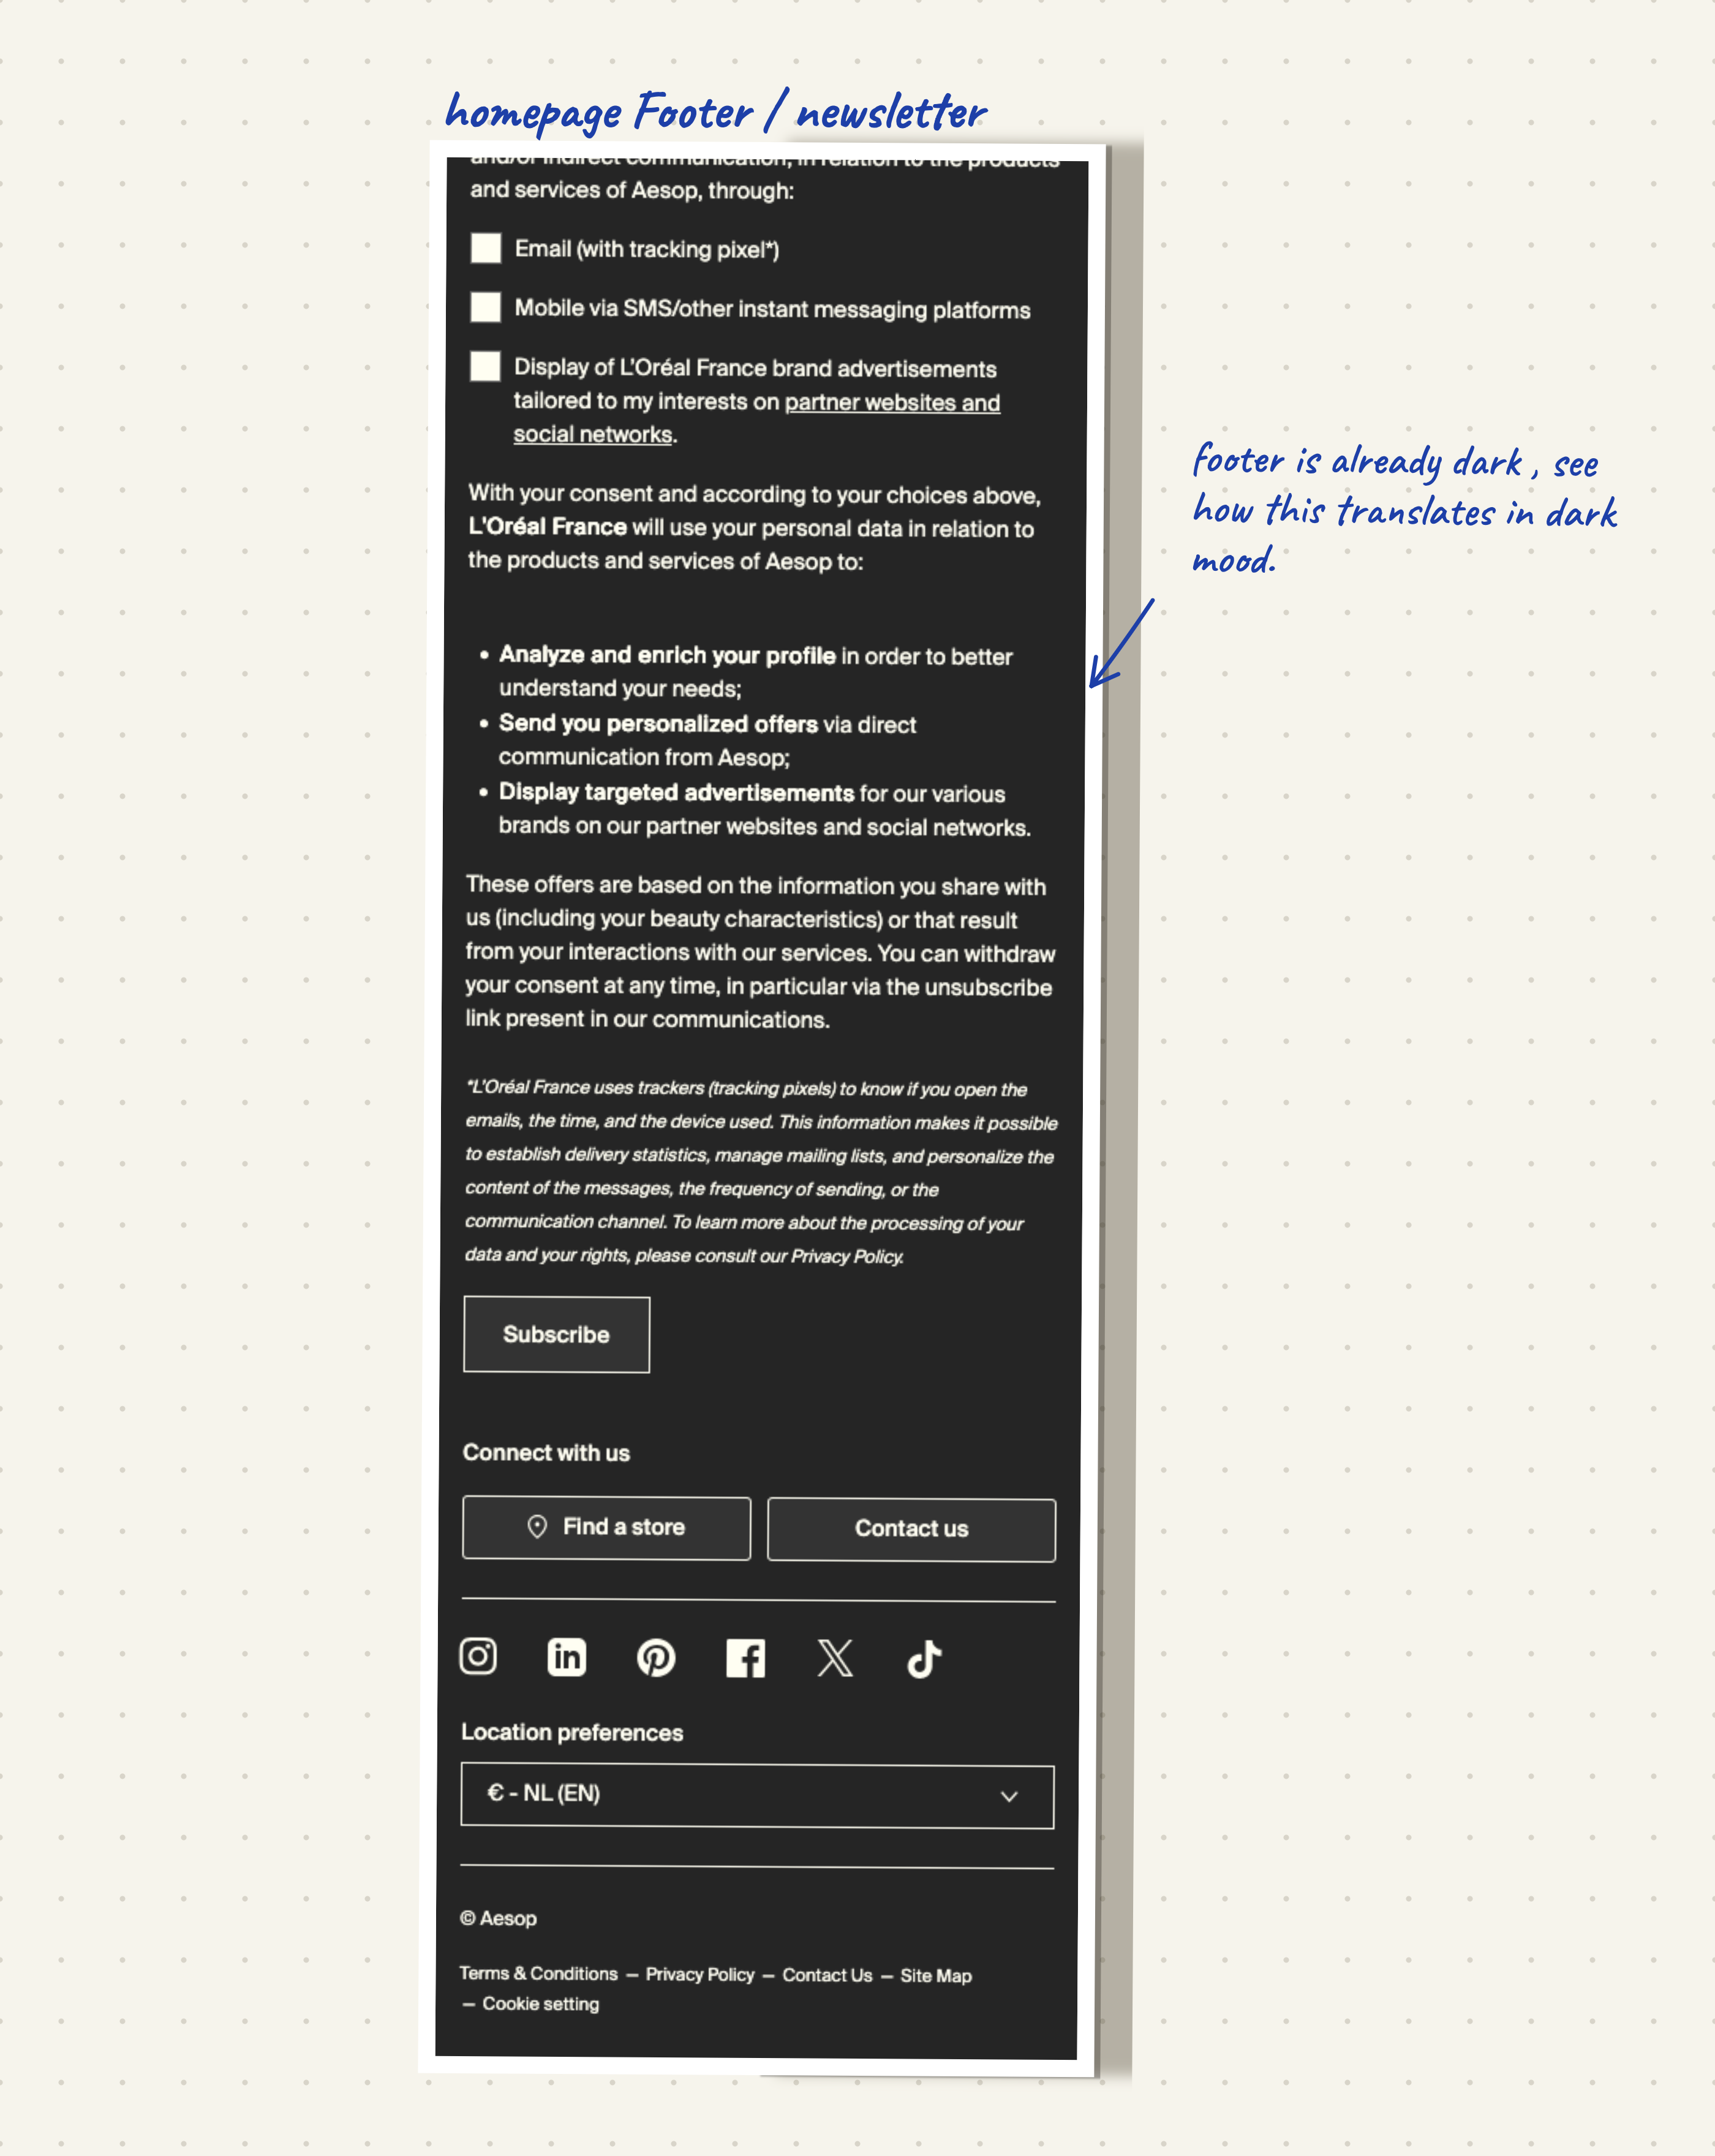 homepage Footer / newsletter
and/or indirect communication, in relation to the products
and services of Aesop, through:
Email (with tracking pixel*)
Mobile via SMS/other instant messaging platforms
Display of L'Oréal France brand advertisements
tailored to my interests on partner websites and
social networks.
footer is already dark , see
how this translates in dark
mood.
With your consent and according to your choices above,
L'Oréal France will use your personal data in relation to
the products and services of Aesop to:
• Analyze and enrich your profile in order to better
understand your needs;
• Send you personalized offers via direct
communication from Aesop;
• Display targeted advertisements for our various
brands on our partner websites and social networks.
These offers are based on the information you share with
us (including your beauty characteristics) or that result
from your interactions with our services. You can withdraw
your consent at any time, in particular via the unsubscribe
link present in our communications.
*L'Oréal France uses trackers (tracking pixels) to know if you open the
emails, the time, and the device used. This information makes it possible
to establish delivery statistics, manage mailing lists, and personalize the
content of the messages, the frequency of sending, or the
communication channel. To learn more about the processing of your
data and your rights, please consult our Privacy Policy.
Subscribe
Connect with us
Find a store
Contact us
in
Location preferences
€ - NL (EN)
© Aesop
Terms & Conditions — Privacy Policy — Contact Us — Site Map
— Cookie setting